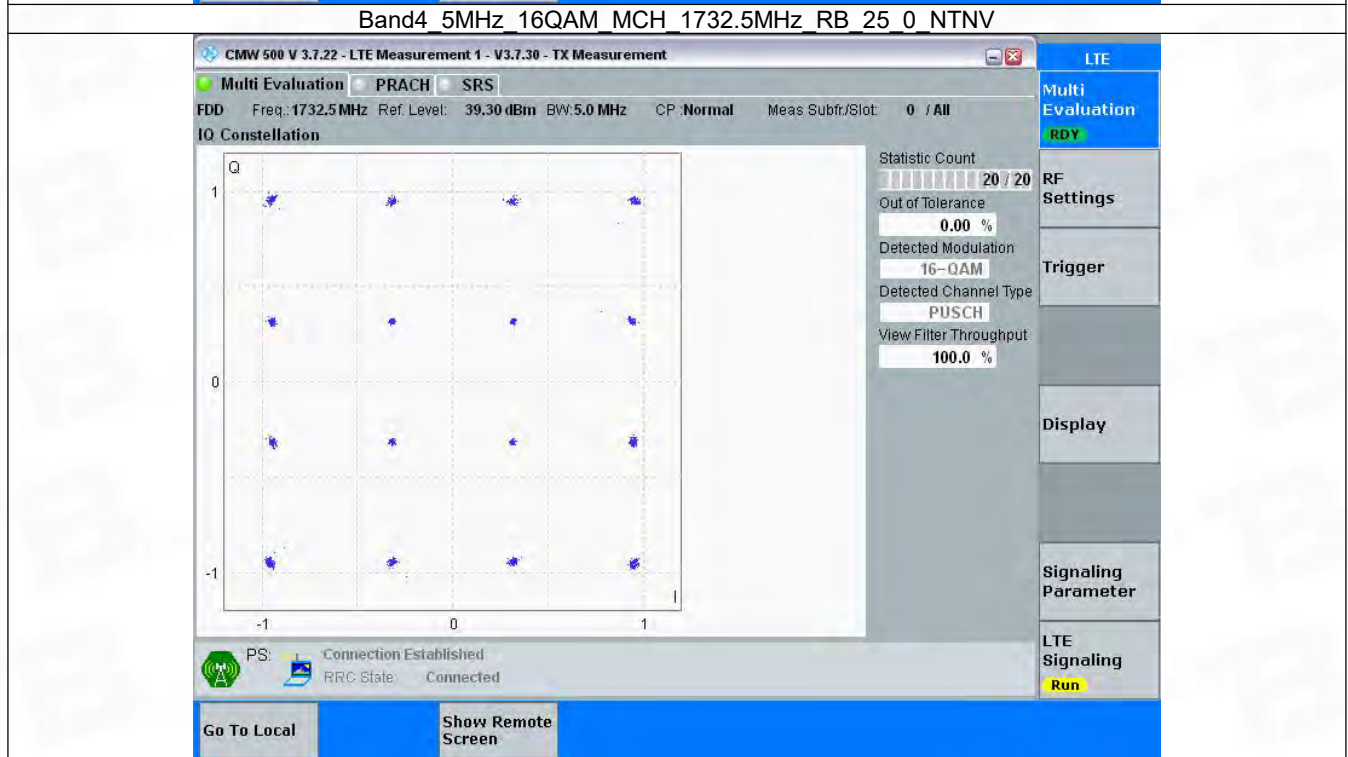 Band4_5MHz_16QAM_MCH_1732.5MHz_RB_25_0_NTNV
CMW 500 V 3.7.22 - LTE Measurement 1 - V3.7.30 - TX Measurement
LTE
Multi Evaluation PRACH SRS
FDD Freq.: 1732.5 MHz Ref. Level: 39.30 dBm BW: 5.0 MHz CP :Normal Meas Subfr./Slot: 0 / All
IQ Constellation
Q
1
0
-1
-1 0 1
I
Statistic Count
20 / 20
Out of Tolerance
0.00 %
Detected Modulation
16-QAM
Detected Channel Type
PUSCH
View Filter Throughput
100.0 %
Multi
Evaluation
RDY
RF
Settings
Trigger
Display
Signaling
Parameter
LTE
Signaling
Run
PS: Connection Established
RRC State: Connected
Go To Local
Show Remote
Screen